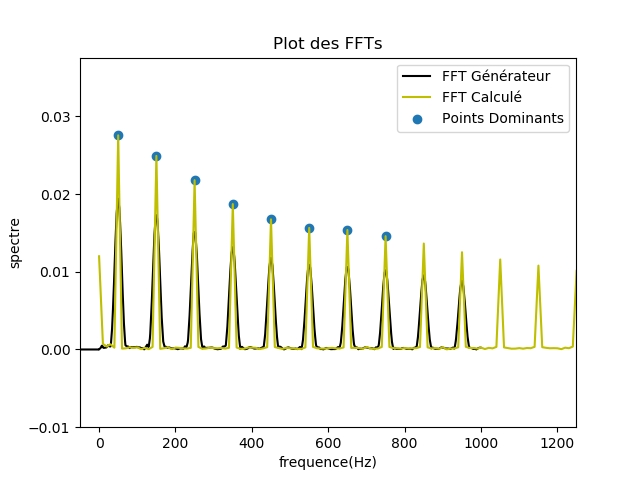 Plot des FFTs
FFT Générateur
FFT Calculé
Points Dominants
spectre
0.03
0.02
0.01
0.00
−0.01
0 200 400 600 800 1000 1200
frequence(Hz)